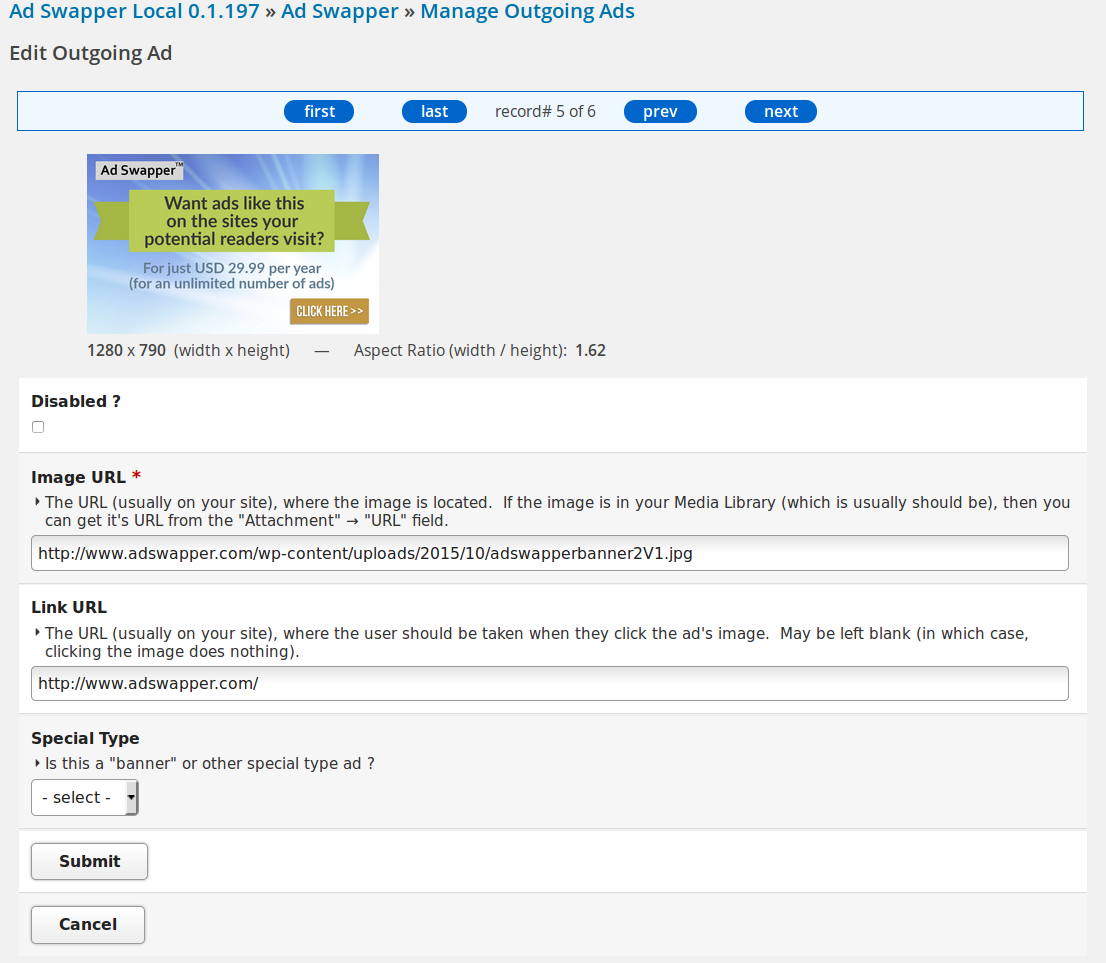 Ad Swapper Local 0.1.197 » Ad Swapper » Manage Outgoing Ads
Edit Outgoing Ad
first last record# 5 of 6 prev next
Ad Swapper™
Want ads like this
on the sites your
potential readers visit?
For just USD 29.99 per year
(for an unlimited number of ads)
CLICK HERE >>
1280 x 790 (width x height) — Aspect Ratio (width / height): 1.62
Disabled ?
Image URL *
The URL (usually on your site), where the image is located. If the image is in your Media Library (which is usually should be), then you
can get it's URL from the "Attachment" → "URL" field.
http://www.adswapper.com/wp-content/uploads/2015/10/adswapperbanner2V1.jpg
Link URL
The URL (usually on your site), where the user should be taken when they click the ad's image. May be left blank (in which case,
clicking the image does nothing).
http://www.adswapper.com/
Special Type
Is this a "banner" or other special type ad ?
- select -
Submit
Cancel